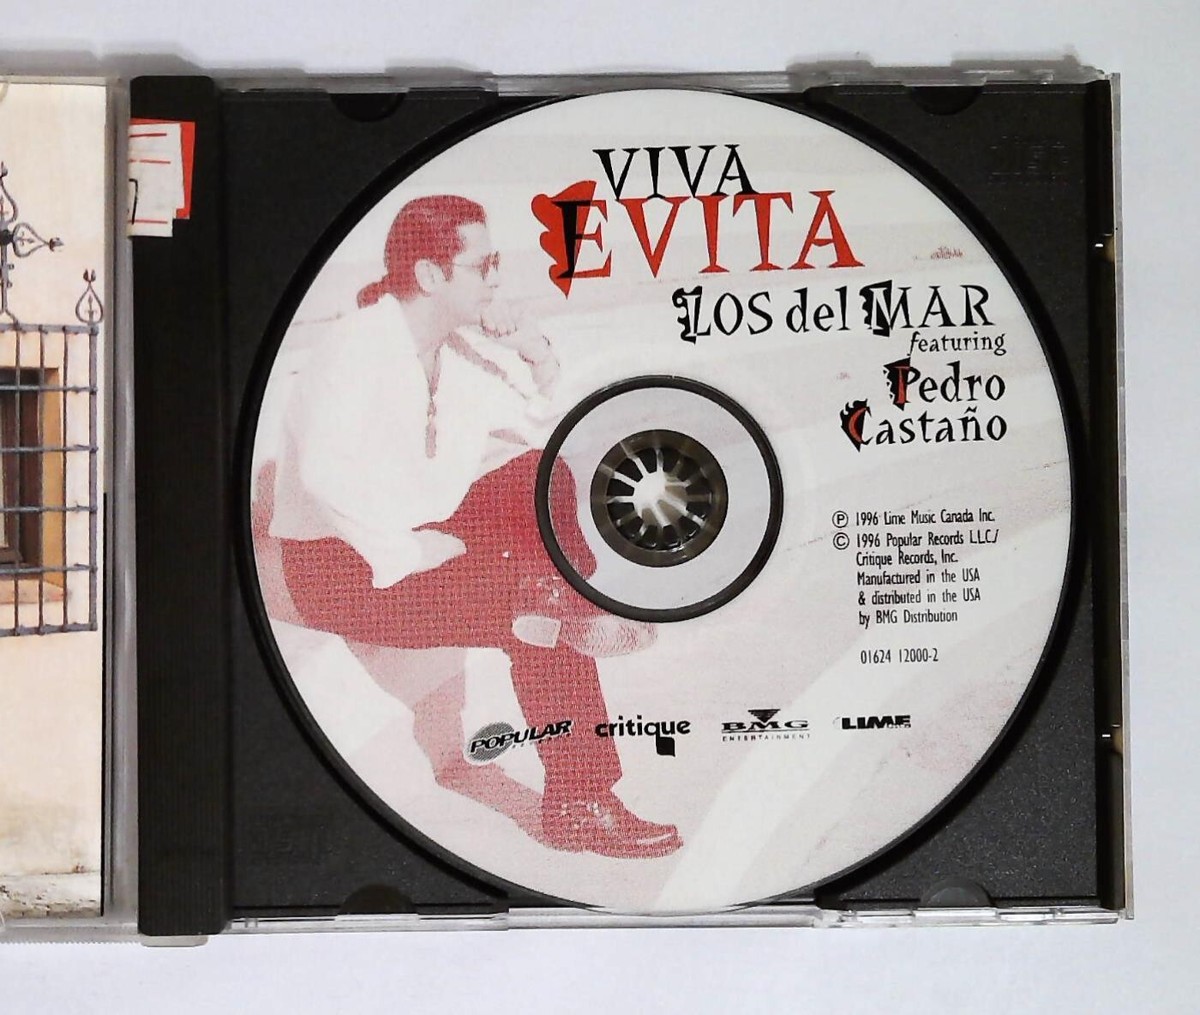 VIVA
EVITA
LOS del MAR
featuring
Pedro
Castaño
℗ 1996 Lime Music Canada Inc.
© 1996 Popular Records L.L.C./
Critique Records, Inc.
Manufactured in the USA
& distributed in the USA
by BMG Distribution
01624 12000-2
POPULAR
critique
BMG
ENTERTAINMENT
LIME